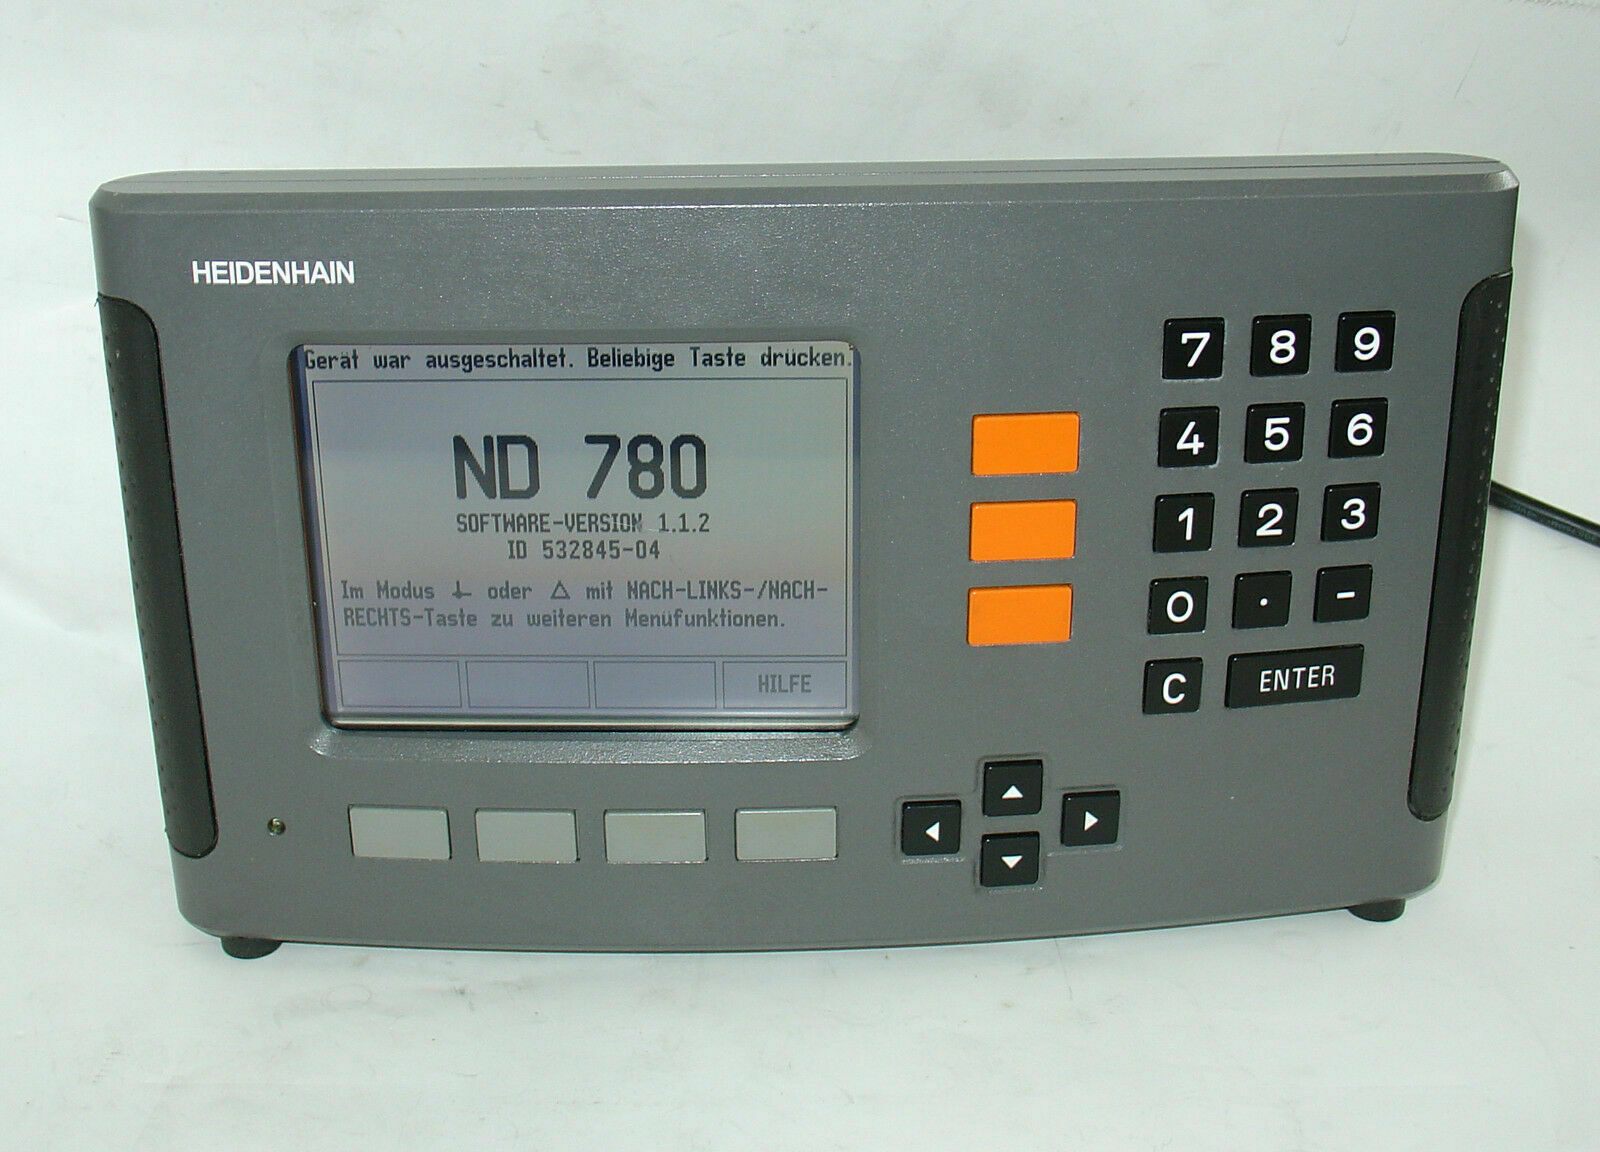 HEIDENHAIN
Gerät war ausgeschaltet. Beliebige Taste drücken.
ND 780
SOFTWARE-VERSION 1.1.2
ID 532845-04
Im Modus oder △ mit NACH-LINKS-/NACH-
RECHTS-Taste zu weiteren Menüfunktionen.
HILFE
7 8 9
4 5 6
1 2 3
0 . -
C ENTER